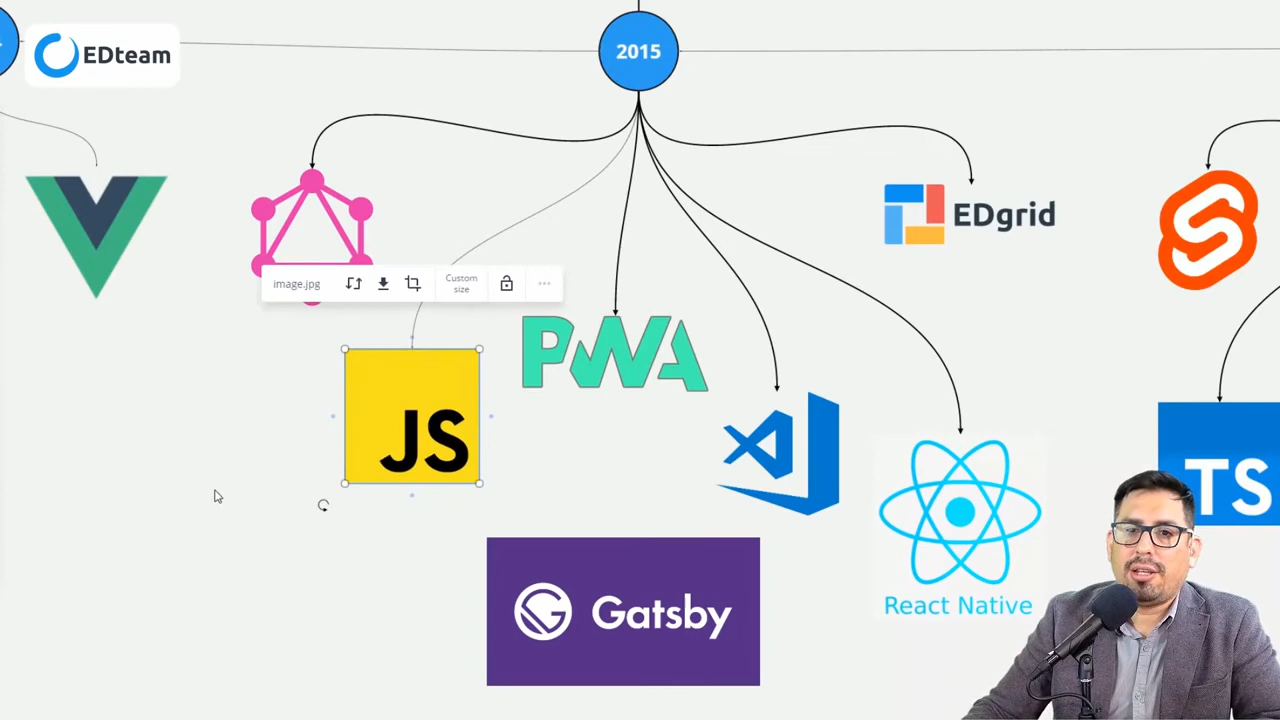 EDteam
2015
EDgrid
image.jpg
Custom
size
PWA
JS
TS
React Native
Gatsby